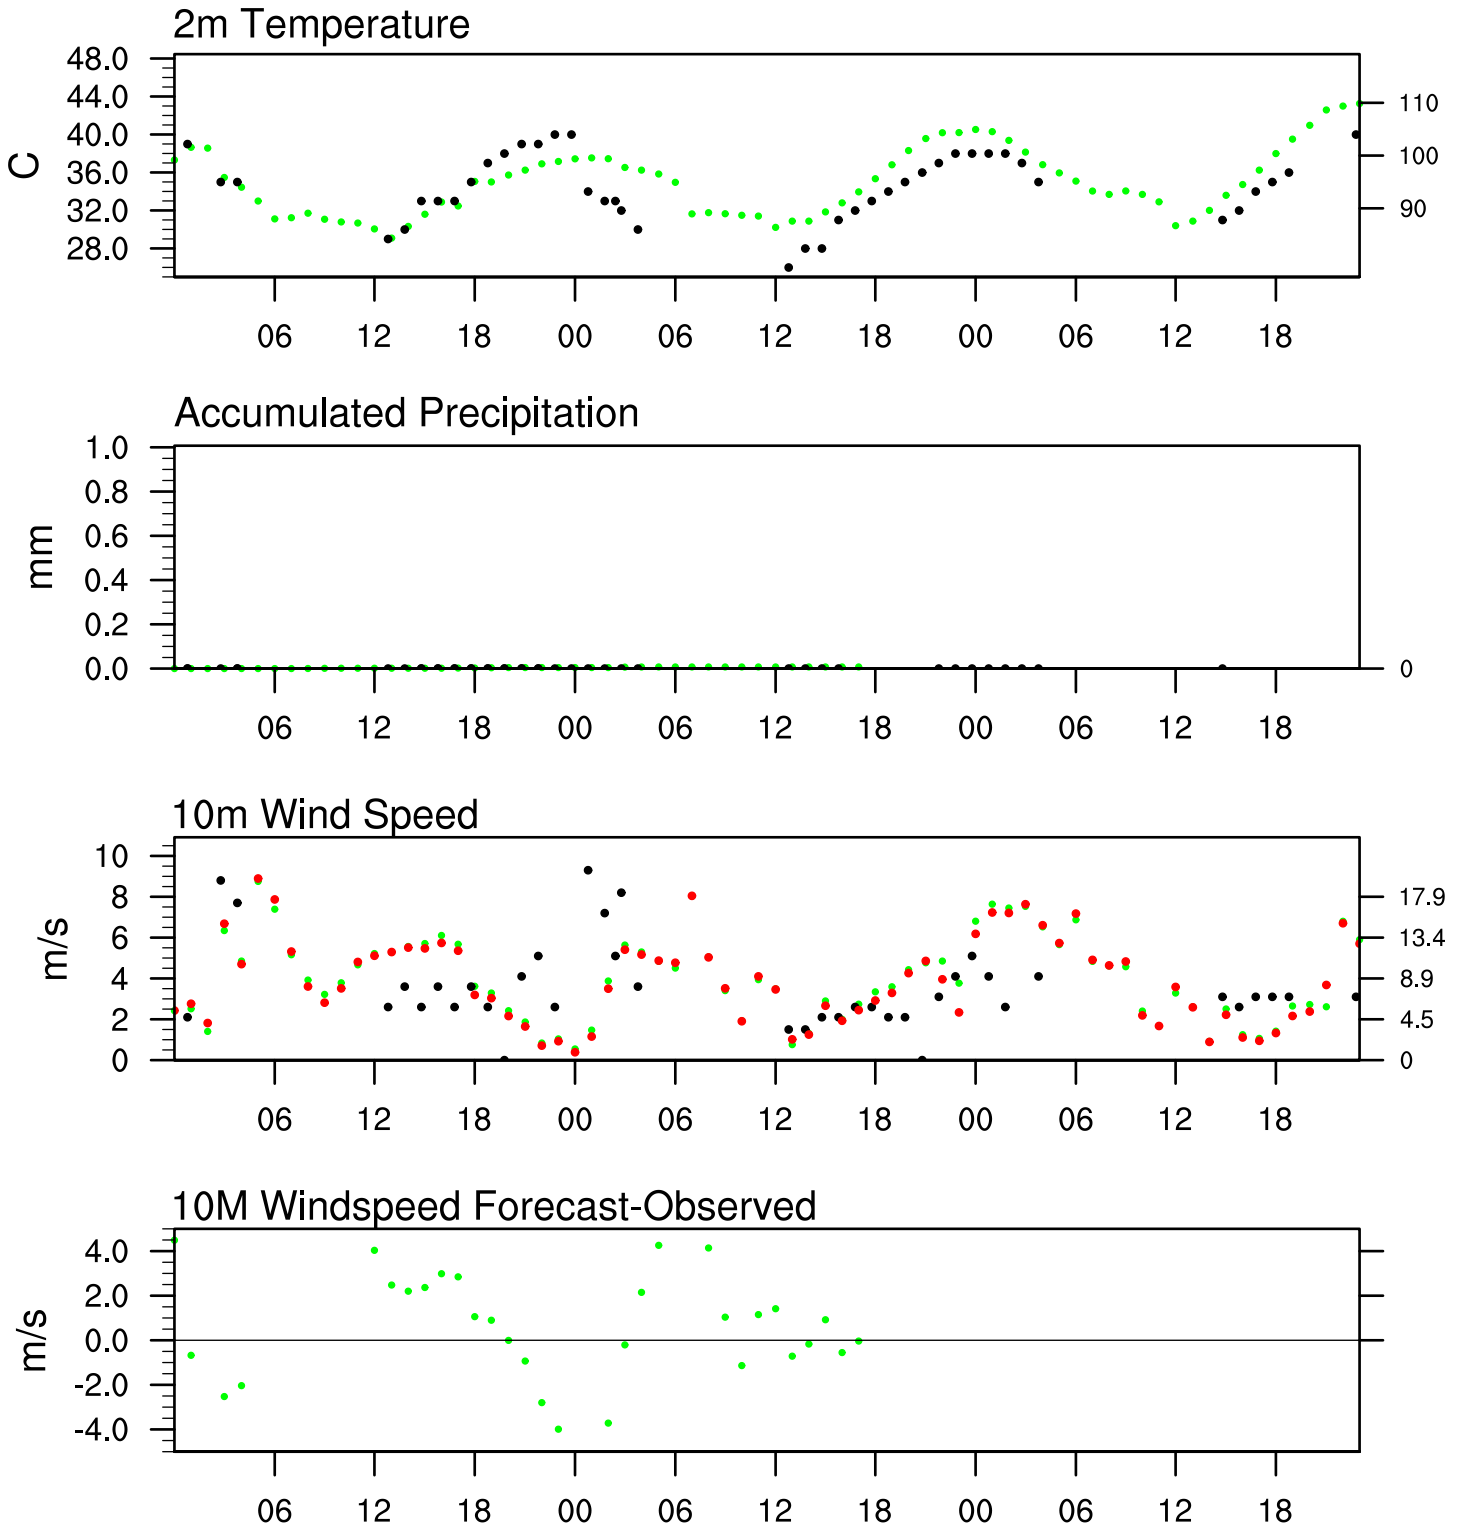 2m Temperature
48.0
44.0
40.0
36.0
32.0
28.0
C
110
100
90
06 12 18 00 06 12 18 00 06 12 18
Accumulated Precipitation
1.0
0.8
0.6
0.4
0.2
0.0
mm
0
06 12 18 00 06 12 18 00 06 12 18
10m Wind Speed
10
8
6
4
2
0
m/s
17.9
13.4
8.9
4.5
0
06 12 18 00 06 12 18 00 06 12 18
10M Windspeed Forecast-Observed
4.0
2.0
0.0
-2.0
-4.0
m/s
06 12 18 00 06 12 18 00 06 12 18